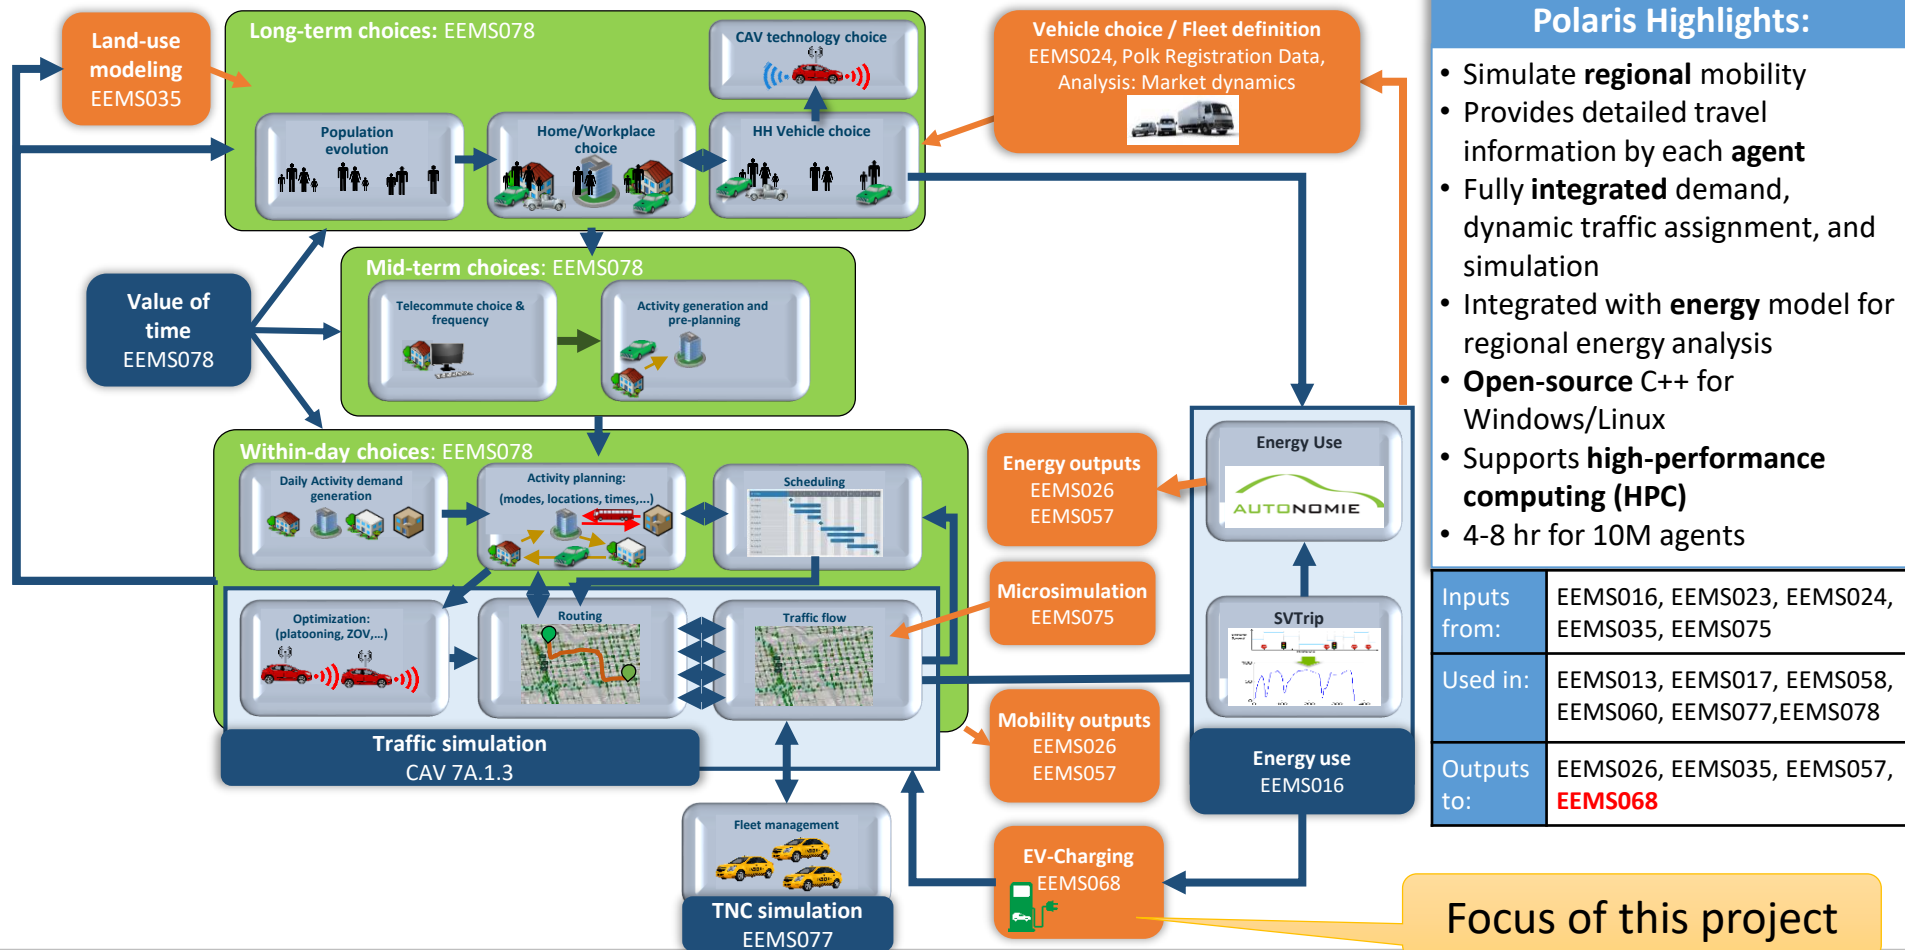 Land-use
modeling
EEMS035
Long-term choices: EEMS078
CAV technology choice
Population
evolution
Home/Workplace
choice
HH Vehicle choice
Vehicle choice / Fleet definition
EEMS024, Polk Registration Data,
Analysis: Market dynamics
Value of
time
EEMS078
Mid-term choices: EEMS078
Telecommute choice &
frequency
Activity generation and
pre-planning
Within-day choices: EEMS078
Daily Activity demand
generation
Activity planning:
(modes, locations, times,...)
Scheduling
Optimization:
(platooning, ZOV,...)
Routing
Traffic flow
Traffic simulation
CAV 7A.1.3
Fleet management
TNC simulation
EEMS077
Energy outputs
EEMS026
EEMS057
Microsimulation
EEMS075
Mobility outputs
EEMS026
EEMS057
EV-Charging
EEMS068
Energy Use
AUTONOMIE
SVTrip
Energy use
EEMS016
Polaris Highlights:
• Simulate regional mobility
• Provides detailed travel
information by each agent
• Fully integrated demand,
dynamic traffic assignment, and
simulation
• Integrated with energy model for
regional energy analysis
• Open-source C++ for
Windows/Linux
• Supports high-performance
computing (HPC)
• 4-8 hr for 10M agents
Inputs from: EEMS016, EEMS023, EEMS024,
EEMS035, EEMS075
Used in: EEMS013, EEMS017, EEMS058,
EEMS060, EEMS077,EEMS078
Outputs to: EEMS026, EEMS035, EEMS057,
EEMS068
Focus of this project